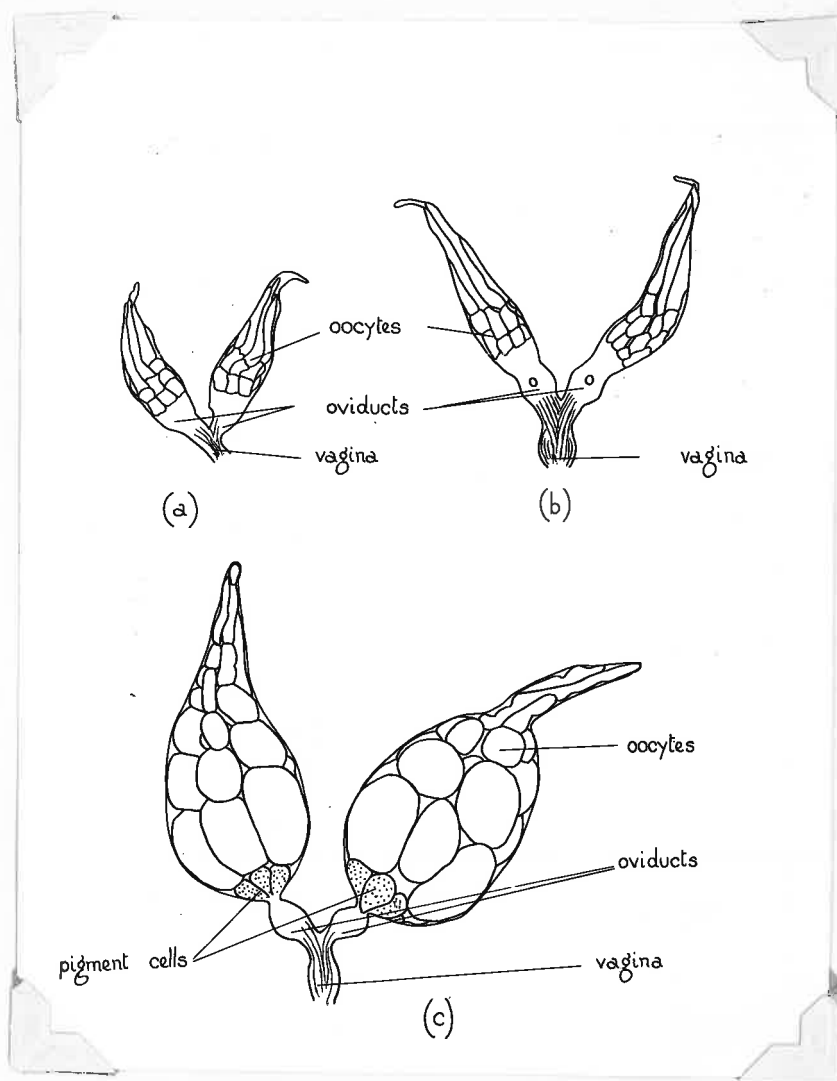 oocytes
oviducts
vagina
vagina
(a)
(b)
oocytes
oviducts
pigment cells
vagina
(c)